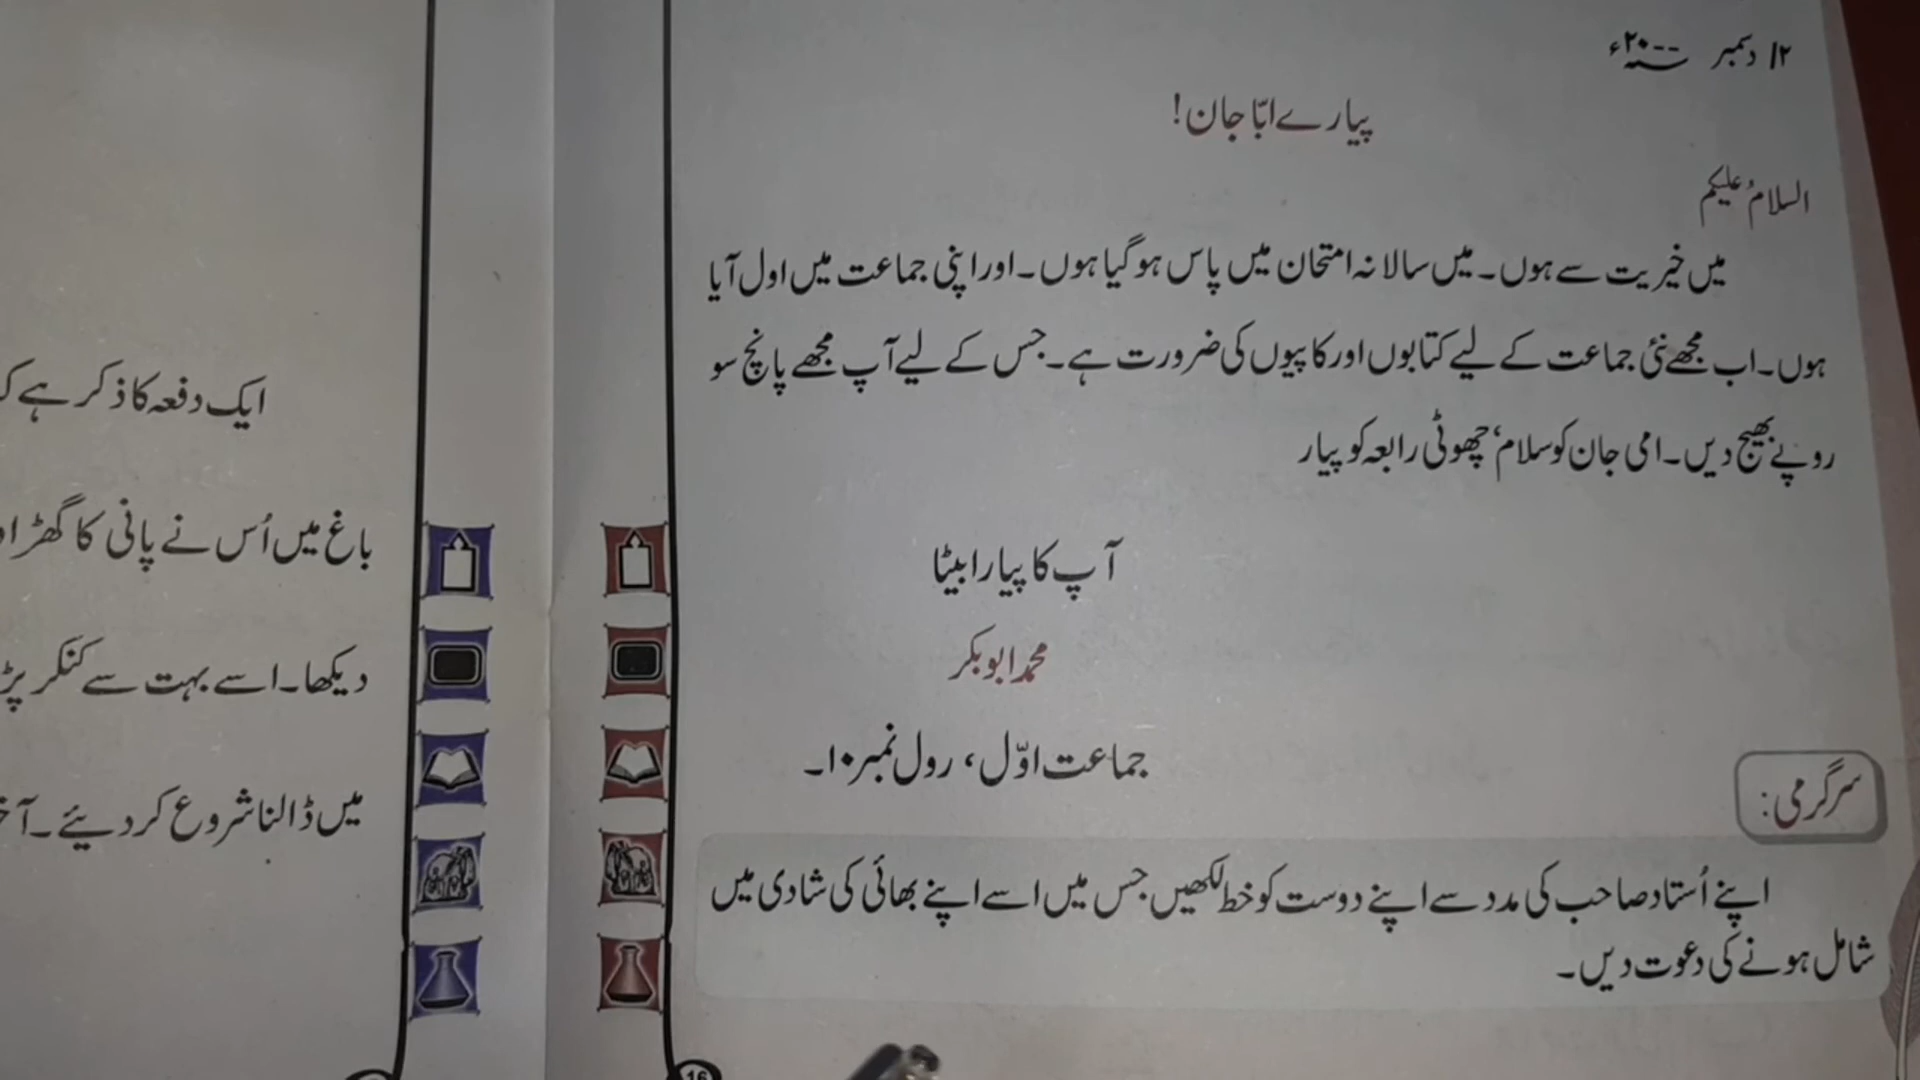 ۲/ دسمبر ۲۰۰--ء
پیارے ابّا جان!
السلامُ علیکم
میں خیریت سے ہوں۔ میں سالانہ امتحان میں پاس ہو گیا ہوں۔ اور اپنی جماعت میں اول آیا
ہوں۔ اب مجھے نئی جماعت کے لیے کتابوں اور کاپیوں کی ضرورت ہے۔ جس کے لیے آپ مجھے پانچ سو
روپے بھیج دیں۔ امی جان کو سلام، چھوٹی رابعہ کو پیار
آپ کا پیارا بیٹا
محمد ابوبکر
جماعت اوّل، رول نمبر ۱۰۔
سرگرمی:
اپنے اُستاد صاحب کی مدد سے اپنے دوست کو خط لکھیں جس میں اسے اپنے بھائی کی شادی میں
شامل ہونے کی دعوت دیں۔
16
ایک دفعہ کا ذکر ہے
باغ میں اُس نے پانی کا گھڑا
دیکھا۔ اسے بہت سے کنکر
میں ڈالنا شروع کر دیئے۔